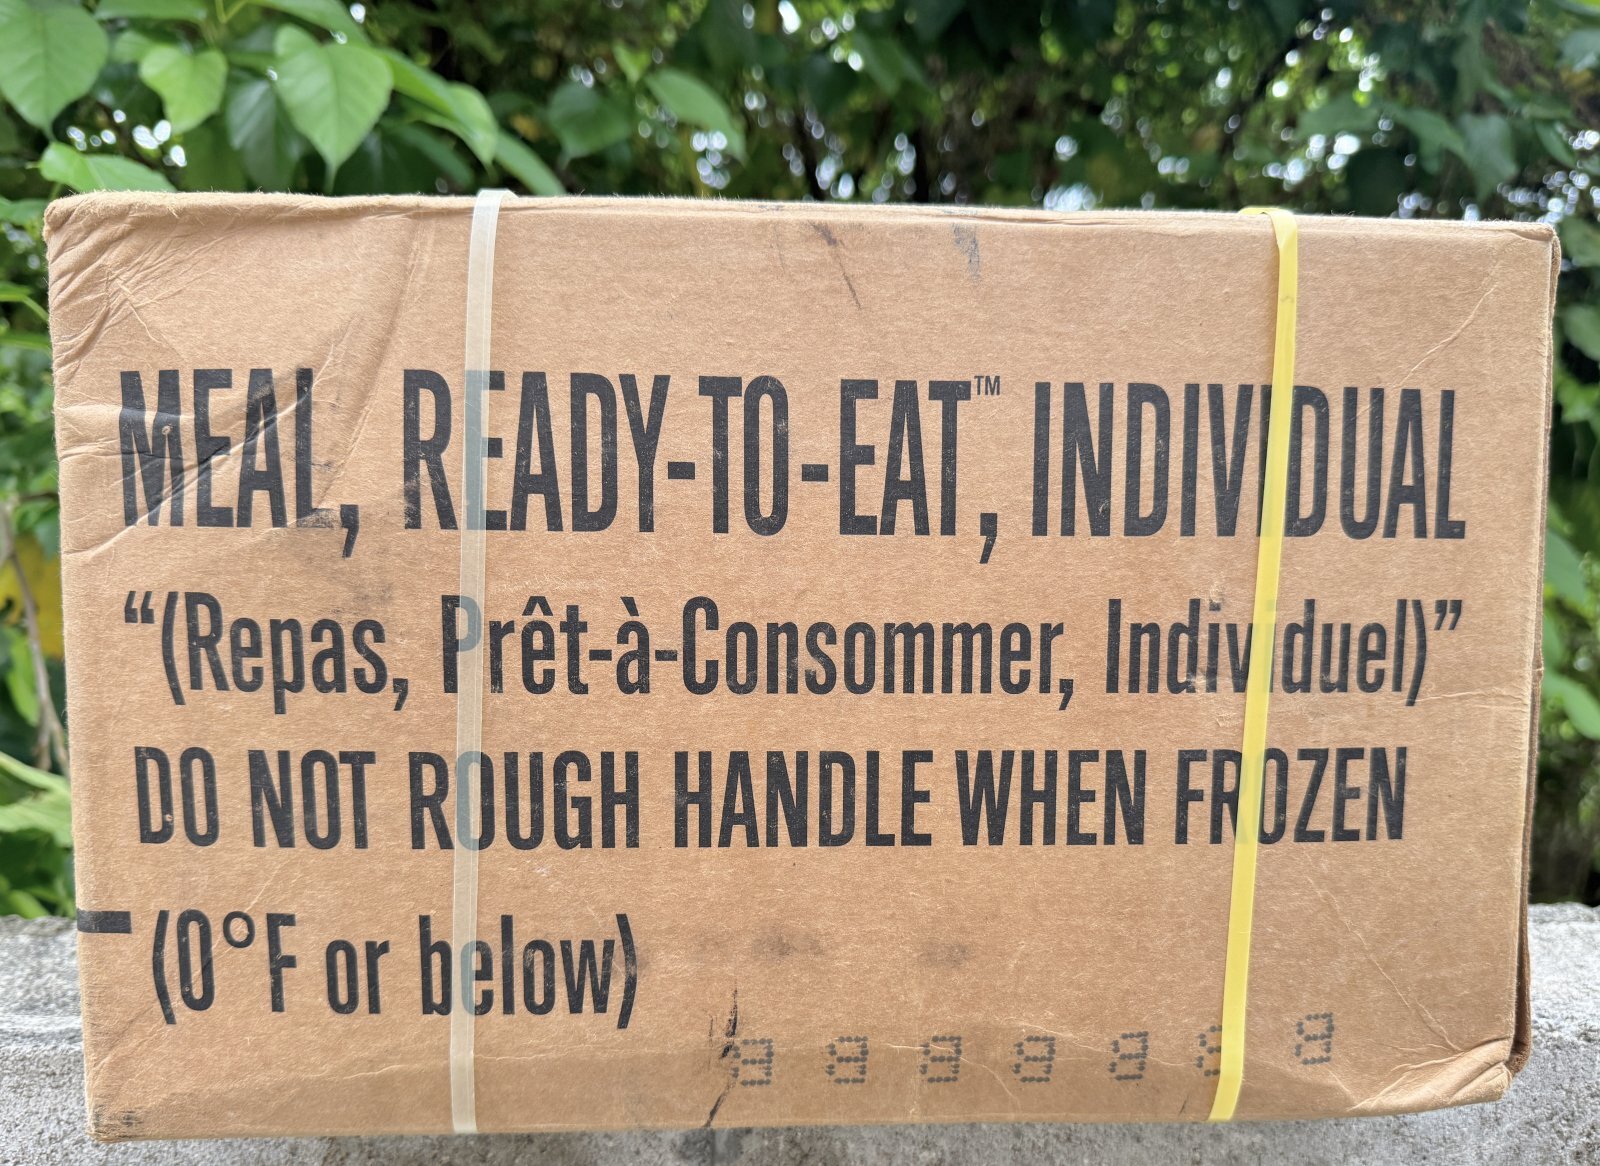 MEAL, READY-TO-EAT™, INDIVIDUAL
“(Repas, Prêt-à-Consommer, Individuel)”
DO NOT ROUGH HANDLE WHEN FROZEN
(0°F or below)